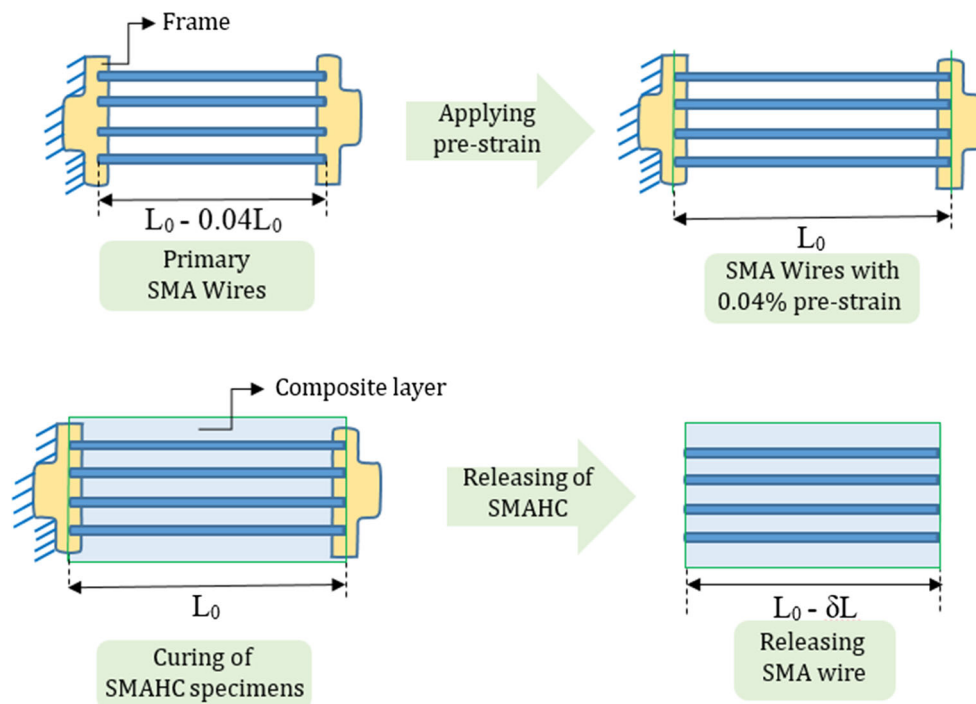 Frame
Applying
pre-strain
L₀ - 0.04L₀
L₀
Primary
SMA Wires
SMA Wires with
0.04% pre-strain
Composite layer
Releasing of
SMAHC
L₀
L₀ - δL
Curing of
SMAHC specimens
Releasing
SMA wire